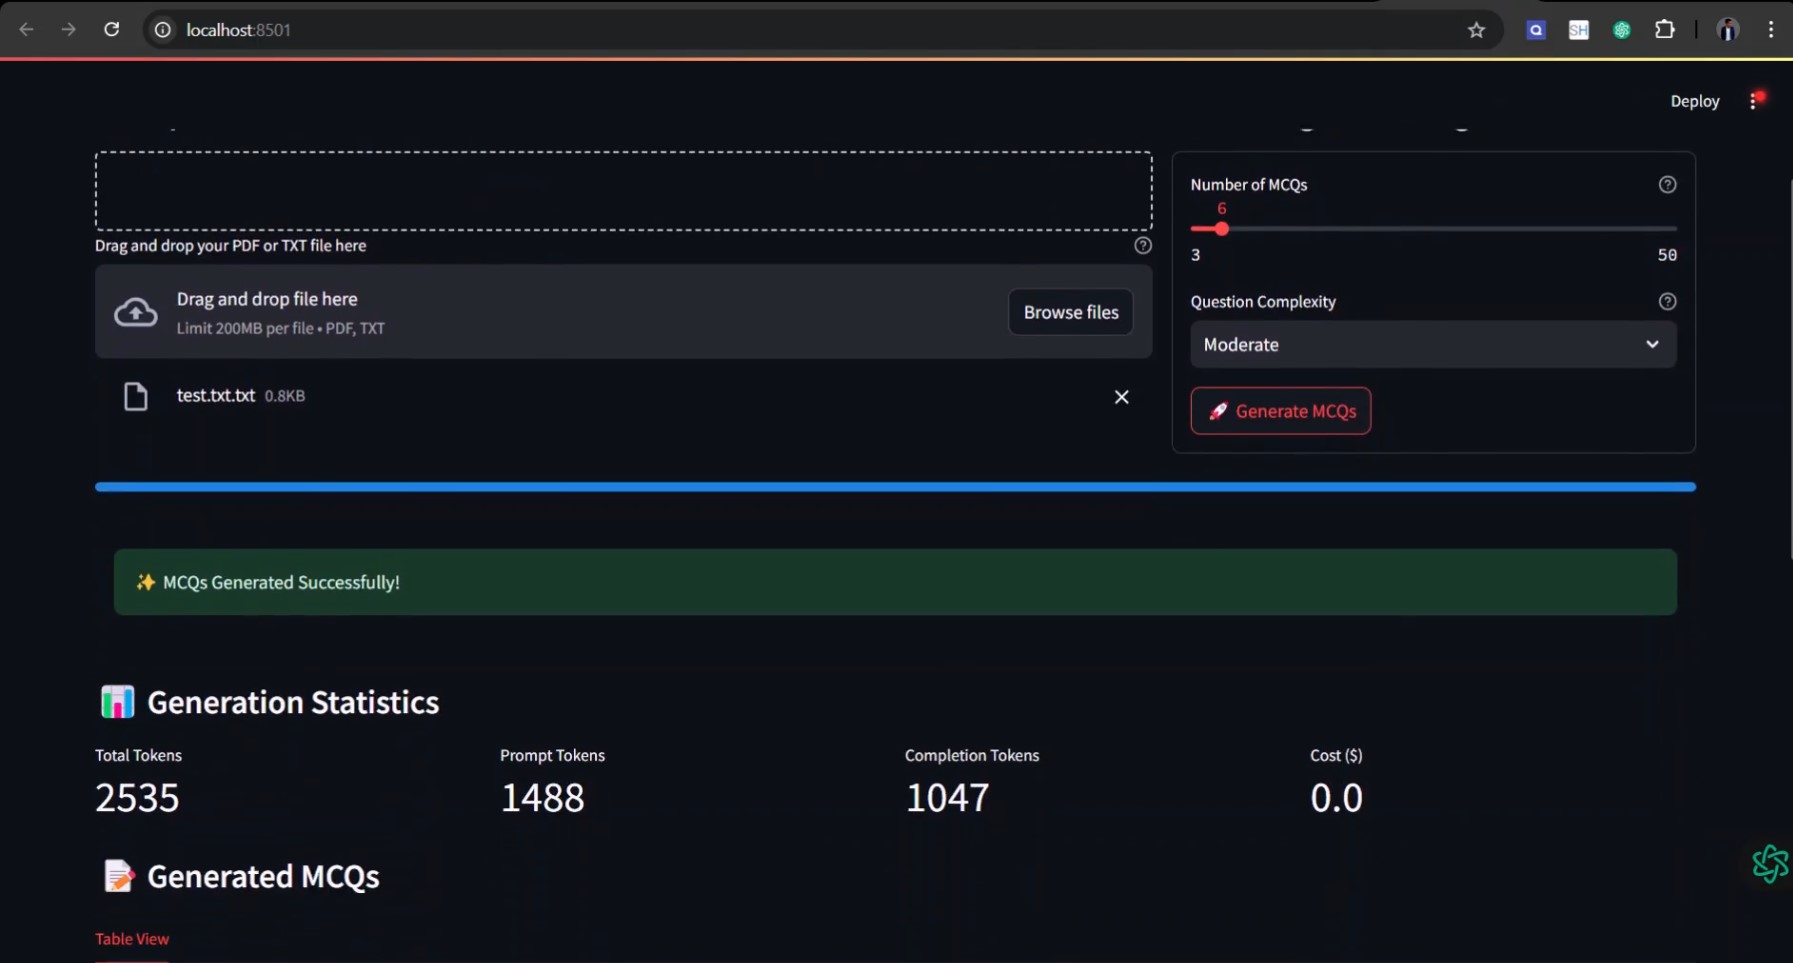 localhost:8501
SH
Deploy
Number of MCQs
6
3
50
Drag and drop your PDF or TXT file here
Drag and drop file here
Limit 200MB per file • PDF, TXT
Browse files
Question Complexity
Moderate
test.txt.txt 0.8KB
🚀 Generate MCQs
✨ MCQs Generated Successfully!
📊 Generation Statistics
Total Tokens
2535
Prompt Tokens
1488
Completion Tokens
1047
Cost ($)
0.0
📝 Generated MCQs
Table View